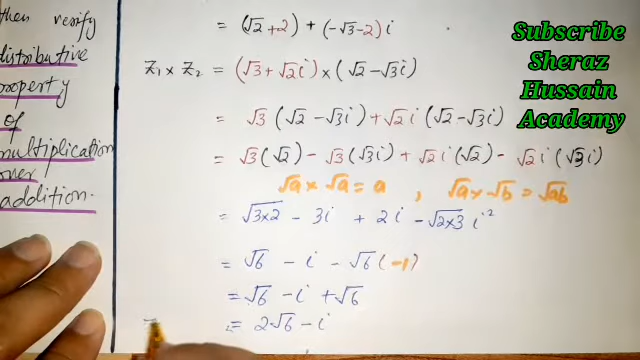 then verify
distributive
property
of
multiplication
over
addition.
= (√2 + 2) + (-√3 - 2) i
Z₁ × Z₂ = (√3 + √2i) × (√2 - √3i)
= √3 (√2 - √3i) + √2i (√2 - √3i)
= √3(√2) - √3(√3i) + √2i(√2) - √2i(√3i)
√a × √a = a , √a × √b = √ab
= √3×2 - 3i + 2i - √2×3 i²
= √6 - i - √6(-1)
= √6 - i + √6
= 2√6 - i
Subscribe
Sheraz
Hussain
Academy